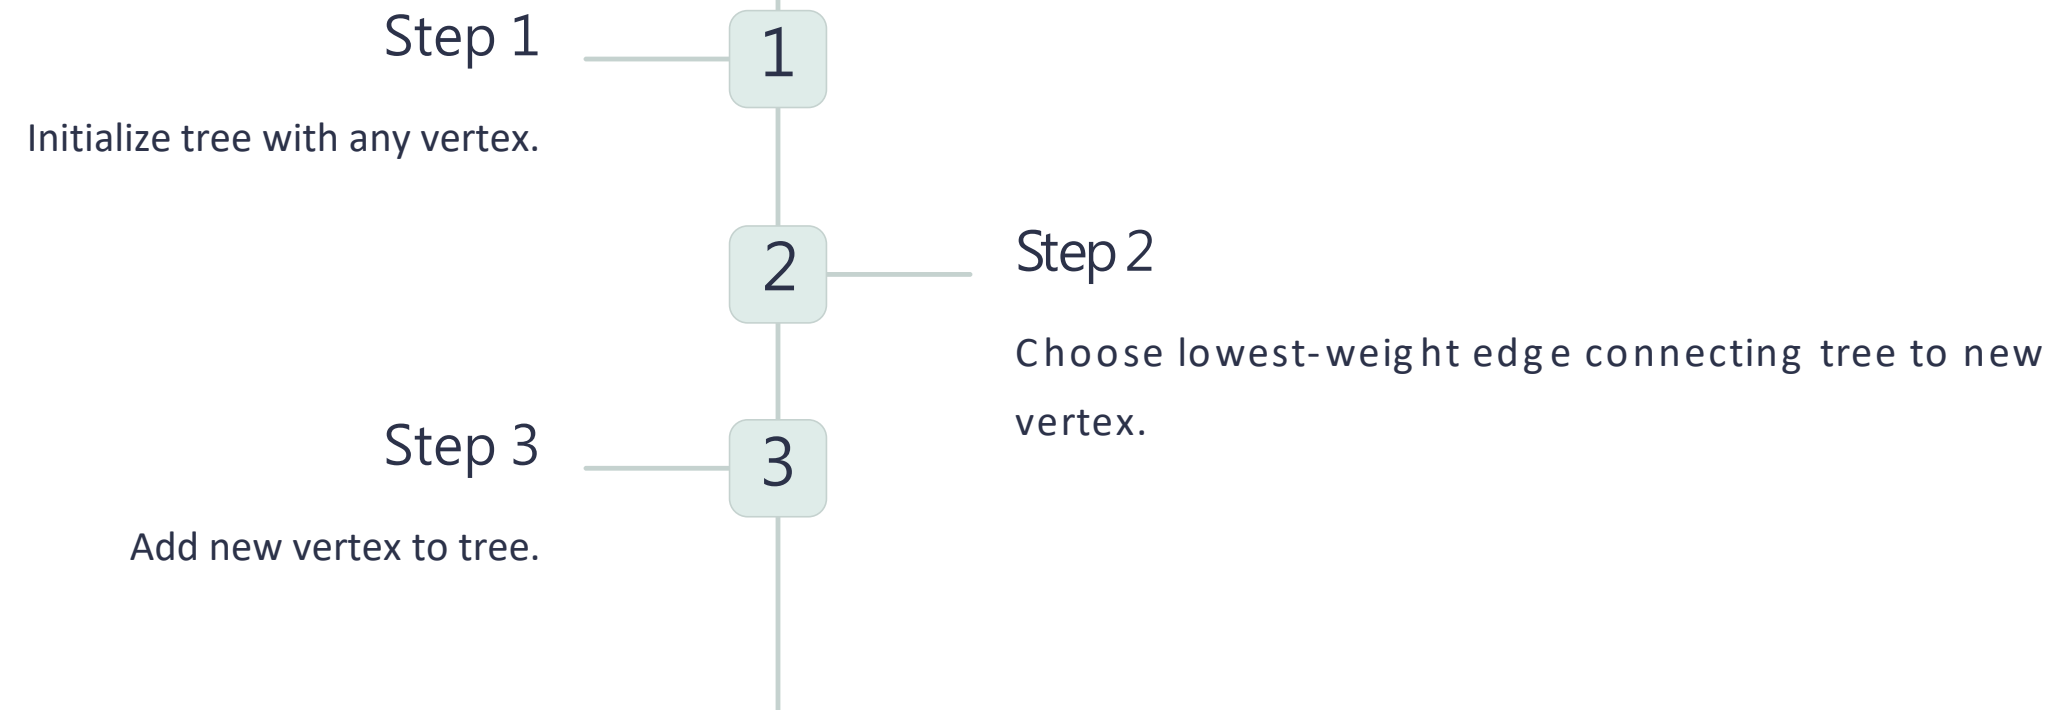 Step 1
1
Initialize tree with any vertex.
2
Step 2
Choose lowest-weight edge connecting tree to new
vertex.
Step 3
3
Add new vertex to tree.